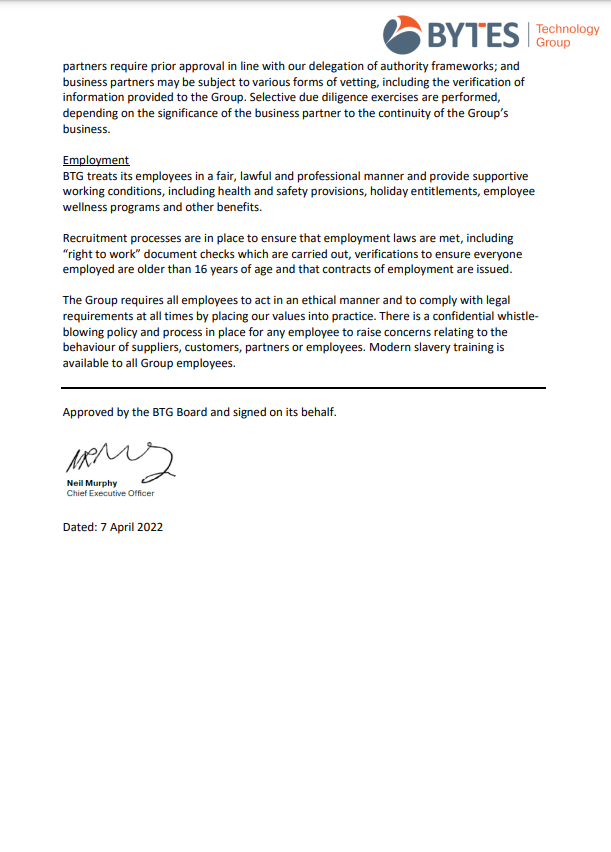 BYTES Technology
Group
partners require prior approval in line with our delegation of authority frameworks; and
business partners may be subject to various forms of vetting, including the verification of
information provided to the Group. Selective due diligence exercises are performed,
depending on the significance of the business partner to the continuity of the Group’s
business.
Employment
BTG treats its employees in a fair, lawful and professional manner and provide supportive
working conditions, including health and safety provisions, holiday entitlements, employee
wellness programs and other benefits.
Recruitment processes are in place to ensure that employment laws are met, including
“right to work” document checks which are carried out, verifications to ensure everyone
employed are older than 16 years of age and that contracts of employment are issued.
The Group requires all employees to act in an ethical manner and to comply with legal
requirements at all times by placing our values into practice. There is a confidential whistle-
blowing policy and process in place for any employee to raise concerns relating to the
behaviour of suppliers, customers, partners or employees. Modern slavery training is
available to all Group employees.
Approved by the BTG Board and signed on its behalf.
Neil Murphy
Chief Executive Officer
Dated: 7 April 2022